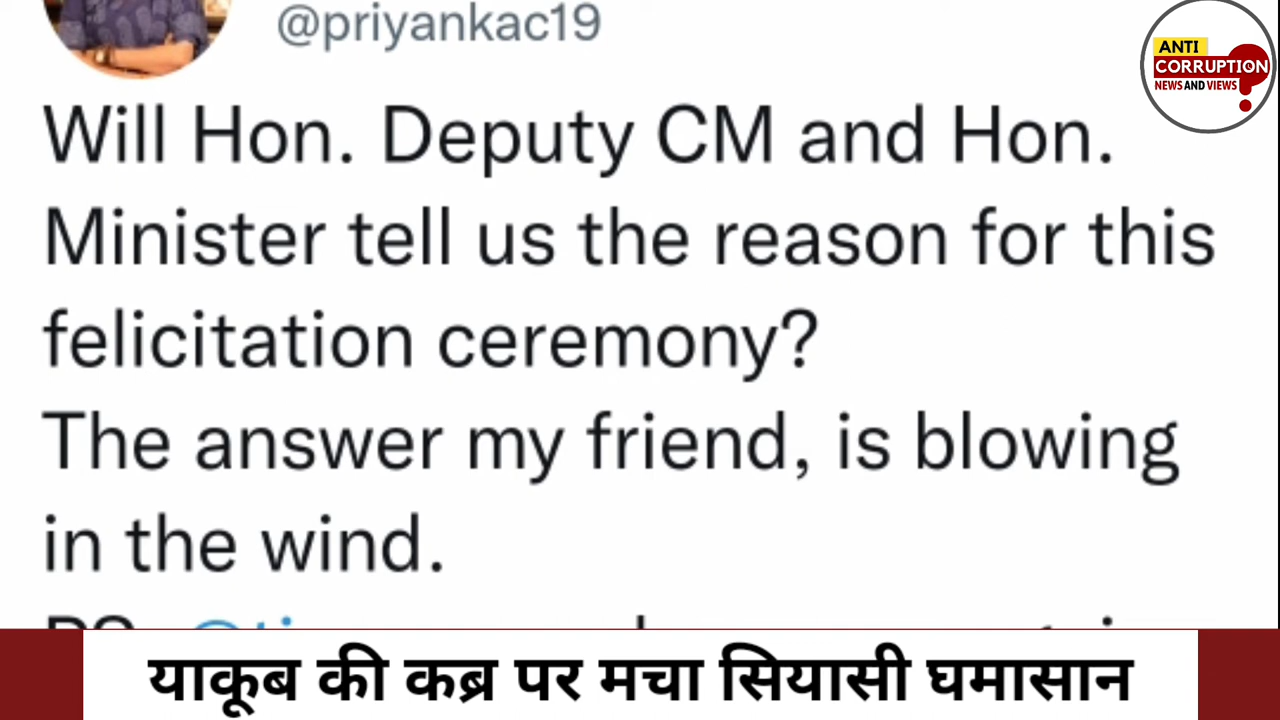 @priyankac19
ANTI
CORRUPTION
NEWS AND VIEWS
Will Hon. Deputy CM and Hon.
Minister tell us the reason for this
felicitation ceremony?
The answer my friend, is blowing
in the wind.
याकूब की कब्र पर मचा सियासी घमासान